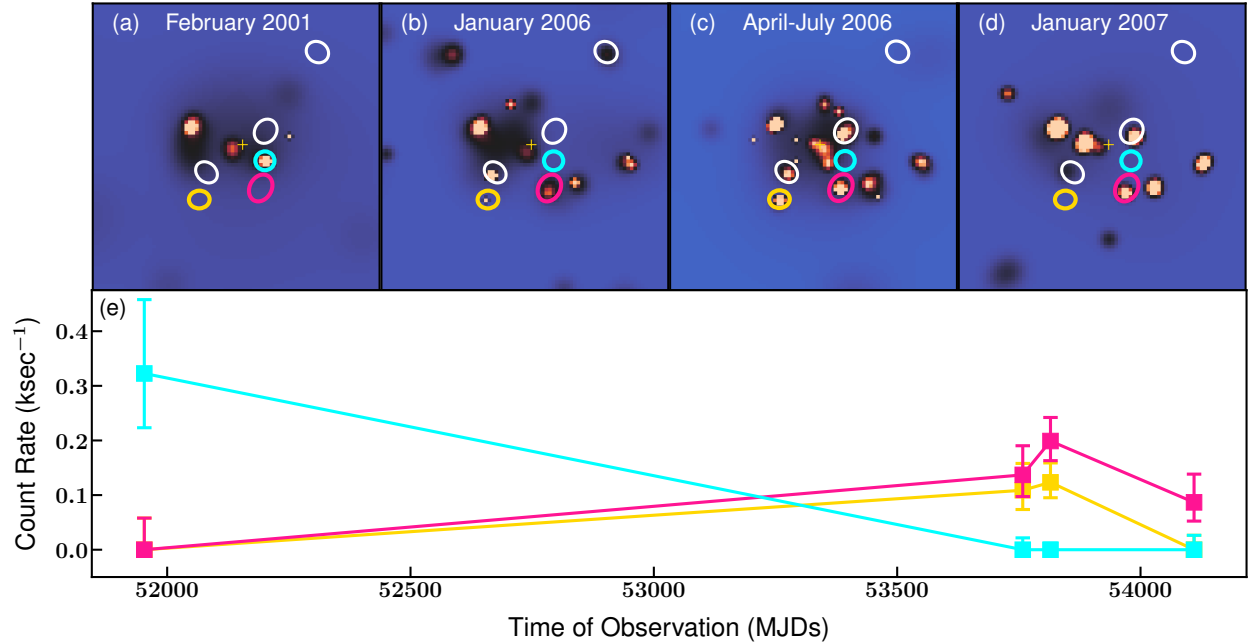 (a) February 2001
(b) January 2006
(c) April-July 2006
(d) January 2007
(e)
Count Rate (ksec⁻¹)
0.4
0.3
0.2
0.1
0.0
52000 52500 53000 53500 54000
Time of Observation (MJDs)